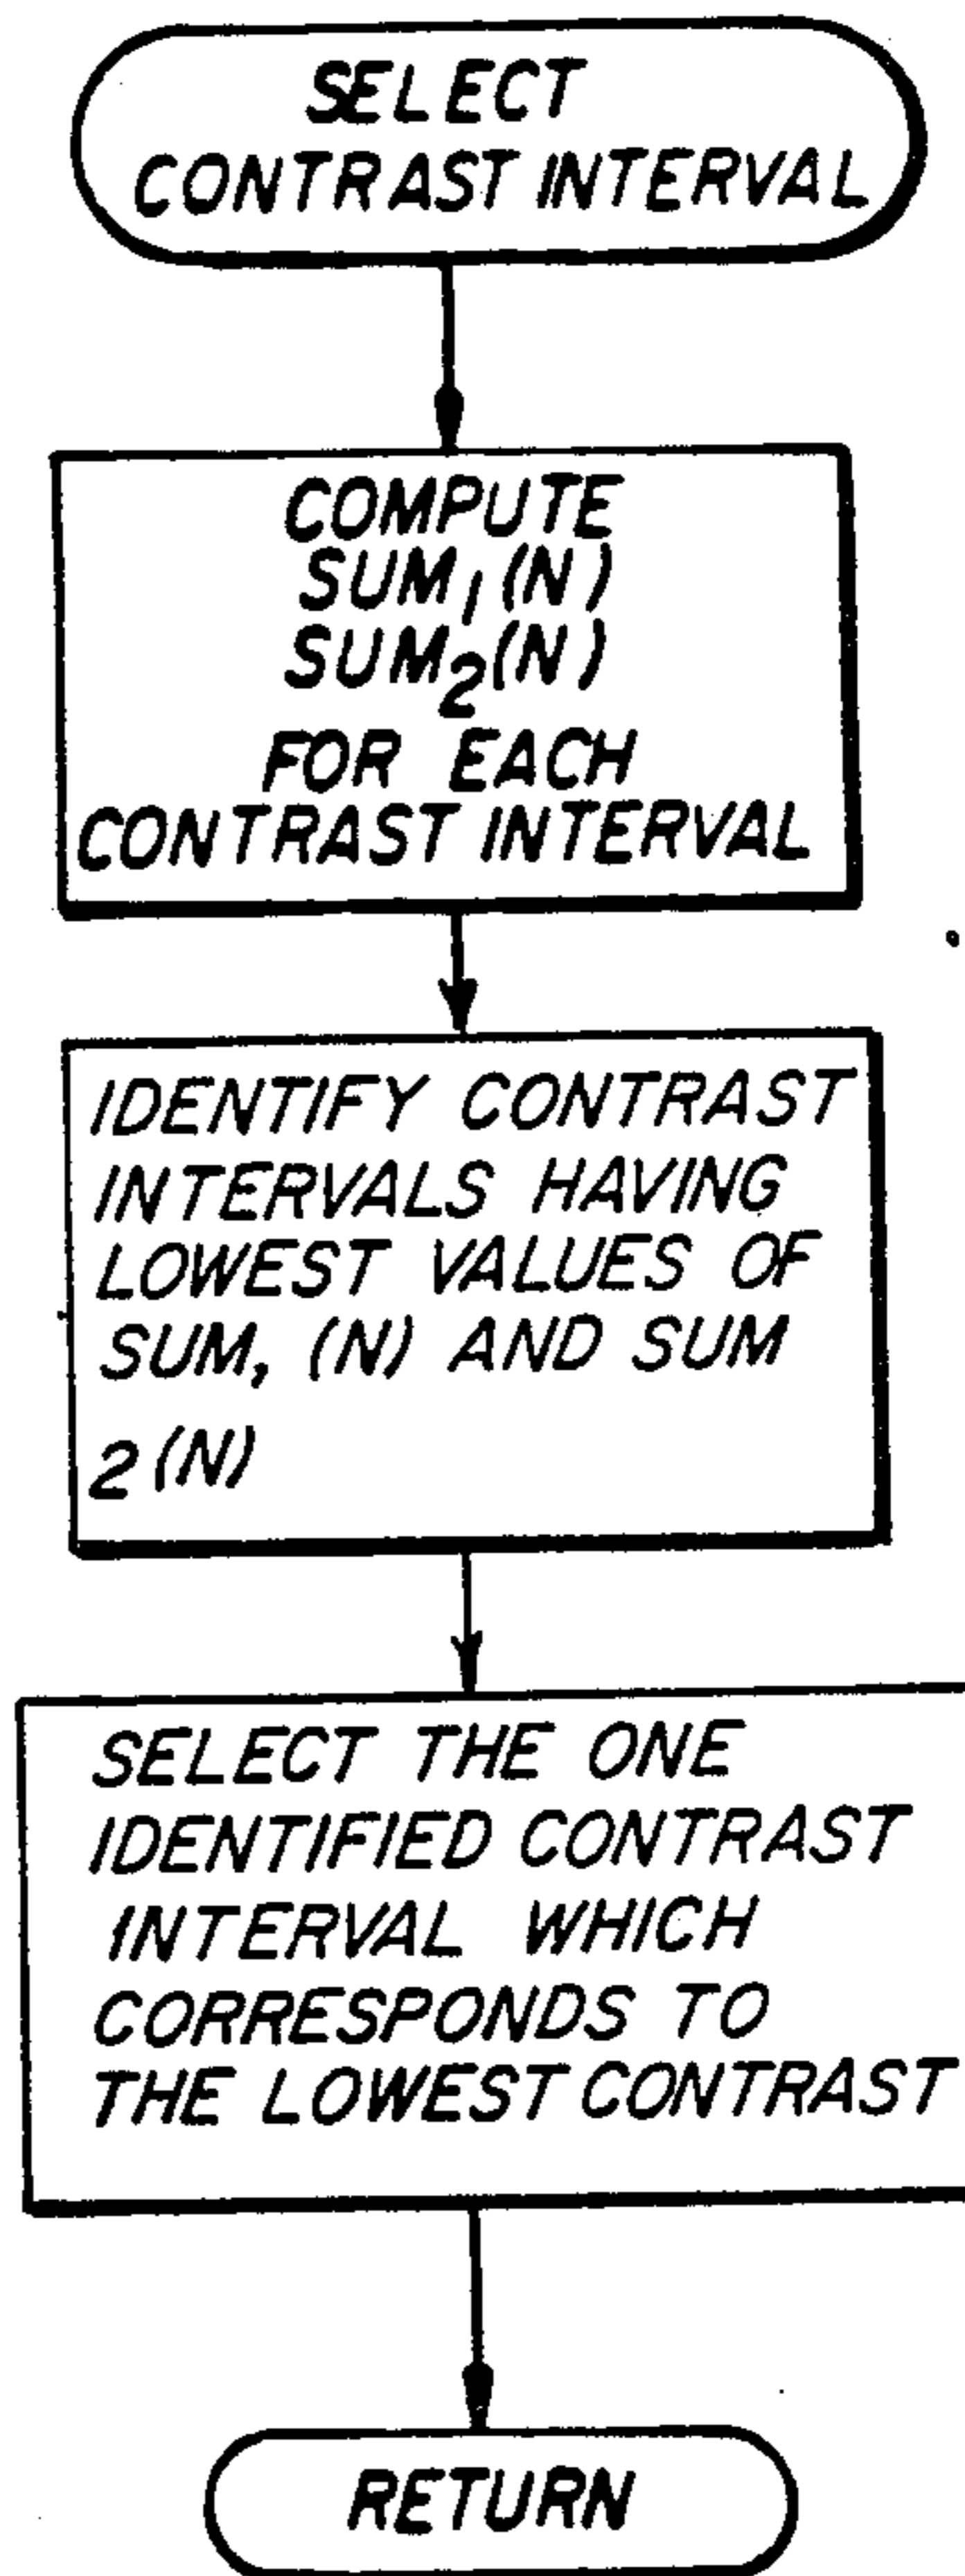 SELECT
CONTRAST INTERVAL
COMPUTE
SUM₁(N)
SUM₂(N)
FOR EACH
CONTRAST INTERVAL
IDENTIFY CONTRAST
INTERVALS HAVING
LOWEST VALUES OF
SUM, (N) AND SUM
2(N)
SELECT THE ONE
IDENTIFIED CONTRAST
INTERVAL WHICH
CORRESPONDS TO
THE LOWEST CONTRAST
RETURN